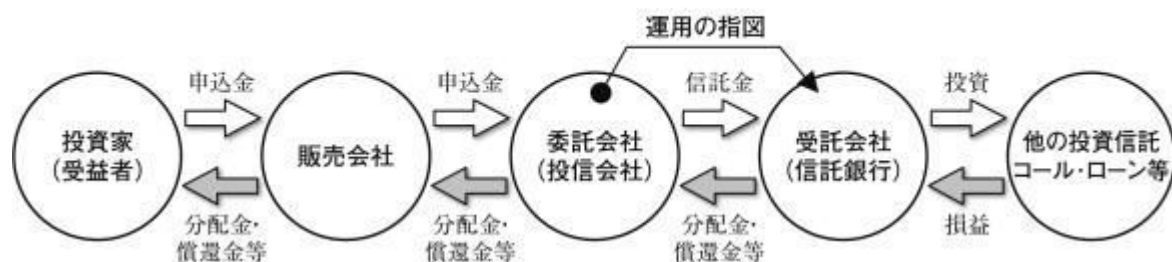 運用の指図
申込金
申込金
信託金
投資
投資家
(受益者)
販売会社
委託会社
(投信会社)
受託会社
(信託銀行)
他の投資信託
コール・ローン等
分配金・
償還金等
分配金・
償還金等
分配金・
償還金等
損益